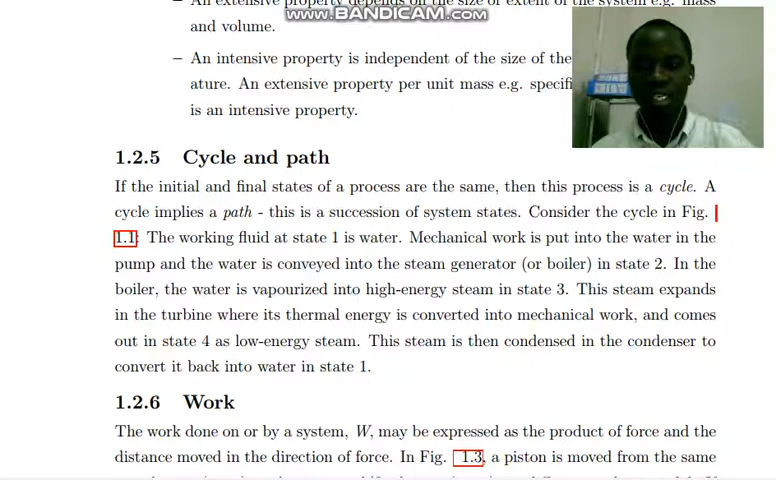 An extensive property depends on the size or extent of the system e.g. mass
www.BANDICAM.com
and volume.
– An intensive property is independent of the size of the
ature. An extensive property per unit mass e.g. specifi
is an intensive property.
1.2.5 Cycle and path
If the initial and final states of a process are the same, then this process is a cycle. A
cycle implies a path - this is a succession of system states. Consider the cycle in Fig.
1.1: The working fluid at state 1 is water. Mechanical work is put into the water in the
pump and the water is conveyed into the steam generator (or boiler) in state 2. In the
boiler, the water is vapourized into high-energy steam in state 3. This steam expands
in the turbine where its thermal energy is converted into mechanical work, and comes
out in state 4 as low-energy steam. This steam is then condensed in the condenser to
convert it back into water in state 1.
1.2.6 Work
The work done on or by a system, W, may be expressed as the product of force and the
distance moved in the direction of force. In Fig. 1.3, a piston is moved from the same